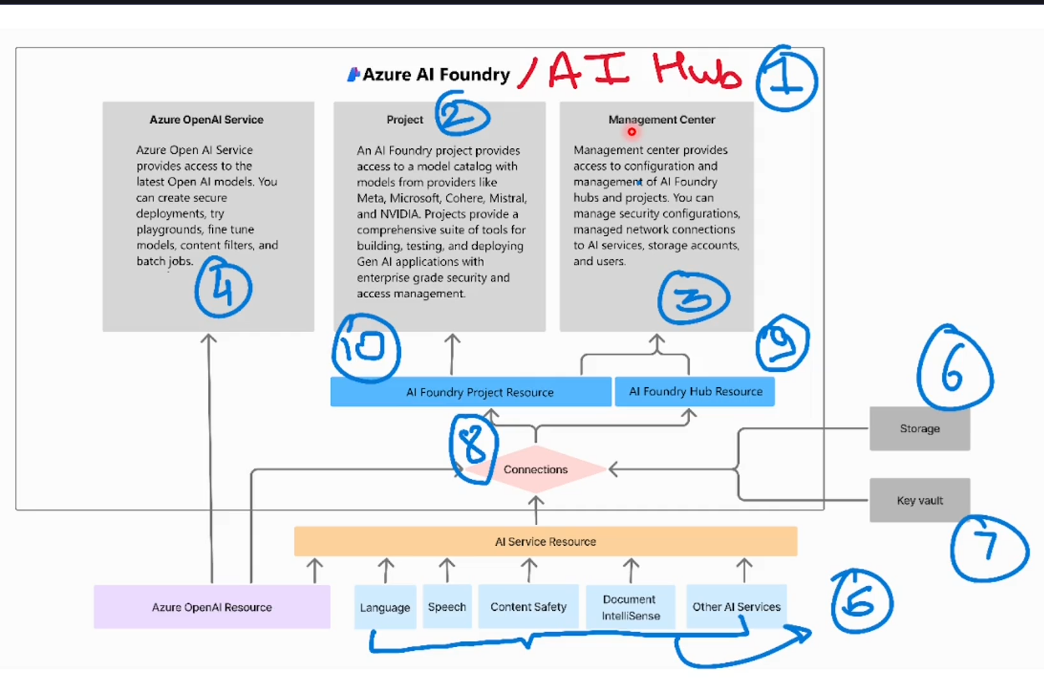 Azure AI Foundry / AI Hub
1
Azure OpenAI Service
Azure Open AI Service
provides access to the
latest Open AI models. You
can create secure
deployments, try
playgrounds, fine tune
models, content filters, and
batch jobs.
4
Project
2
An AI Foundry project provides
access to a model catalog with
models from providers like
Meta, Microsoft, Cohere, Mistral,
and NVIDIA. Projects provide a
comprehensive suite of tools for
building, testing, and deploying
Gen AI applications with
enterprise grade security and
access management.
Management Center
Management center provides
access to configuration and
management of AI Foundry
hubs and projects. You can
manage security configurations,
managed network connections
to AI services, storage accounts,
and users.
3
10
9
6
AI Foundry Project Resource
AI Foundry Hub Resource
8
Connections
Storage
Key vault
7
AI Service Resource
Azure OpenAI Resource
Language
Speech
Content Safety
Document
IntelliSense
Other AI Services
5